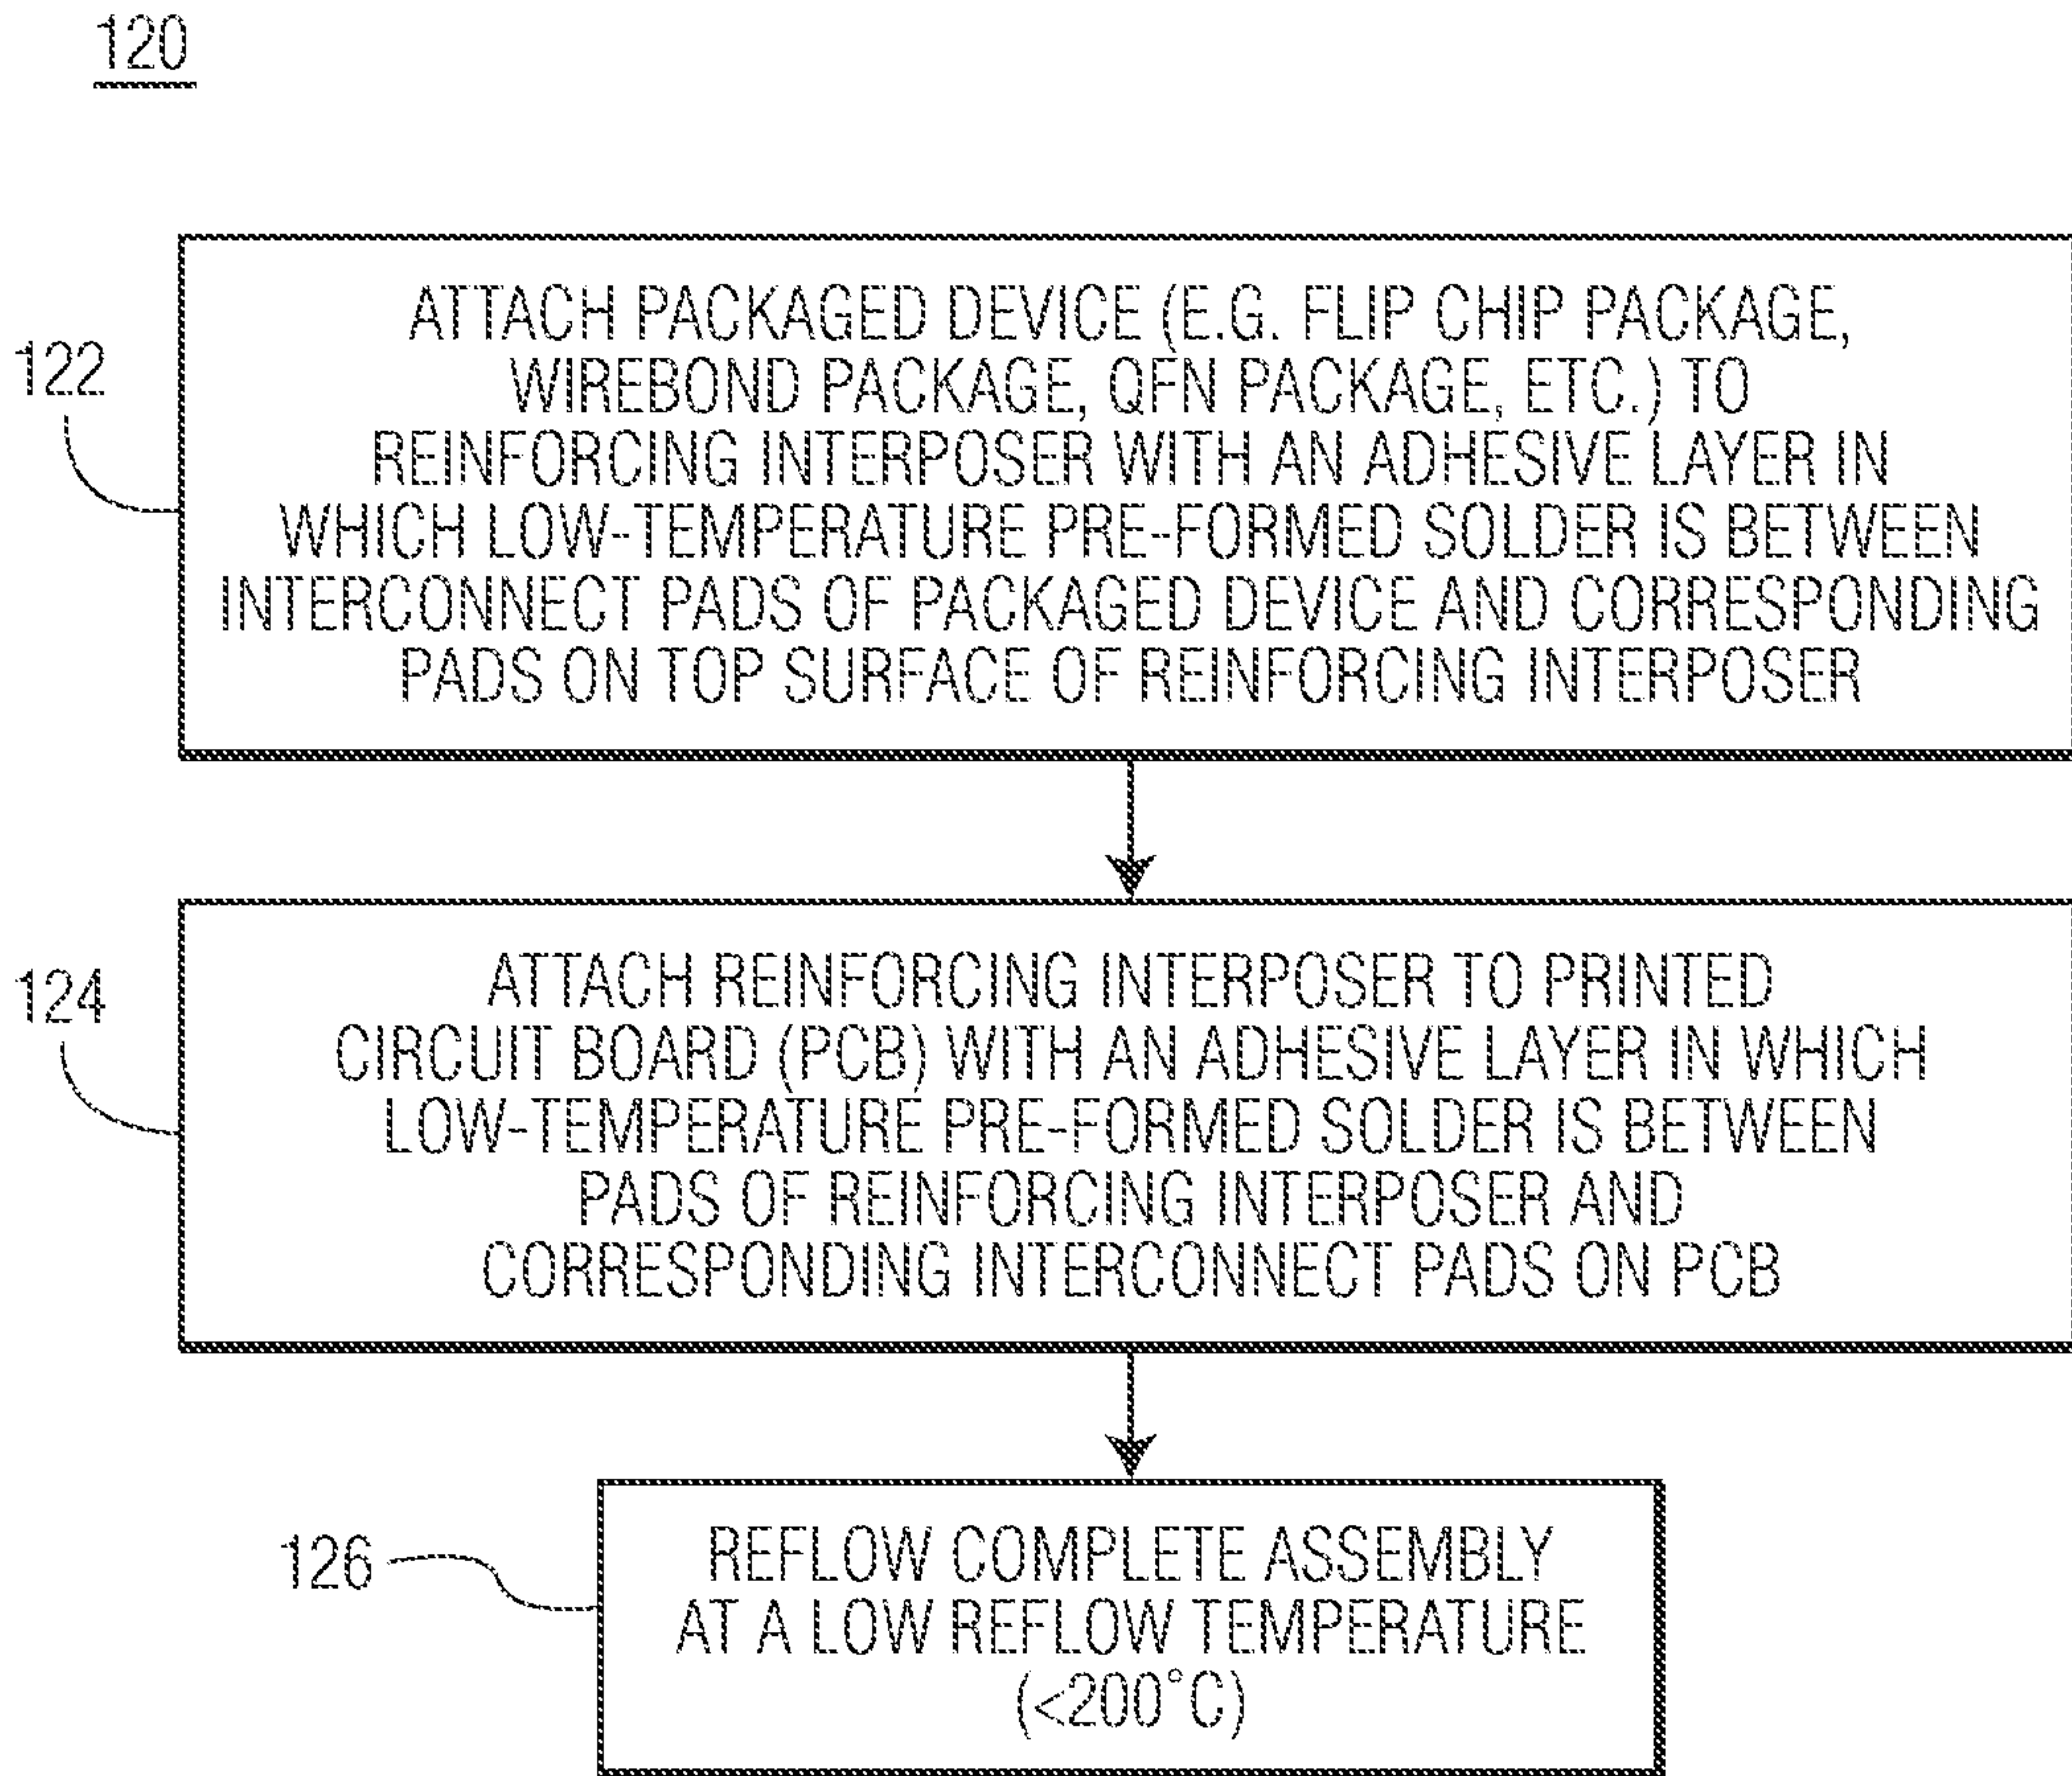 120
122
ATTACH PACKAGED DEVICE (E.G. FLIP CHIP PACKAGE,
WIREBOND PACKAGE, QFN PACKAGE, ETC.) TO
REINFORCING INTERPOSER WITH AN ADHESIVE LAYER IN
WHICH LOW-TEMPERATURE PRE-FORMED SOLDER IS BETWEEN
INTERCONNECT PADS OF PACKAGED DEVICE AND CORRESPONDING
PADS ON TOP SURFACE OF REINFORCING INTERPOSER
124
ATTACH REINFORCING INTERPOSER TO PRINTED
CIRCUIT BOARD (PCB) WITH AN ADHESIVE LAYER IN WHICH
LOW-TEMPERATURE PRE-FORMED SOLDER IS BETWEEN
PADS OF REINFORCING INTERPOSER AND
CORRESPONDING INTERCONNECT PADS ON PCB
126
REFLOW COMPLETE ASSEMBLY
AT A LOW REFLOW TEMPERATURE
(<200°C)